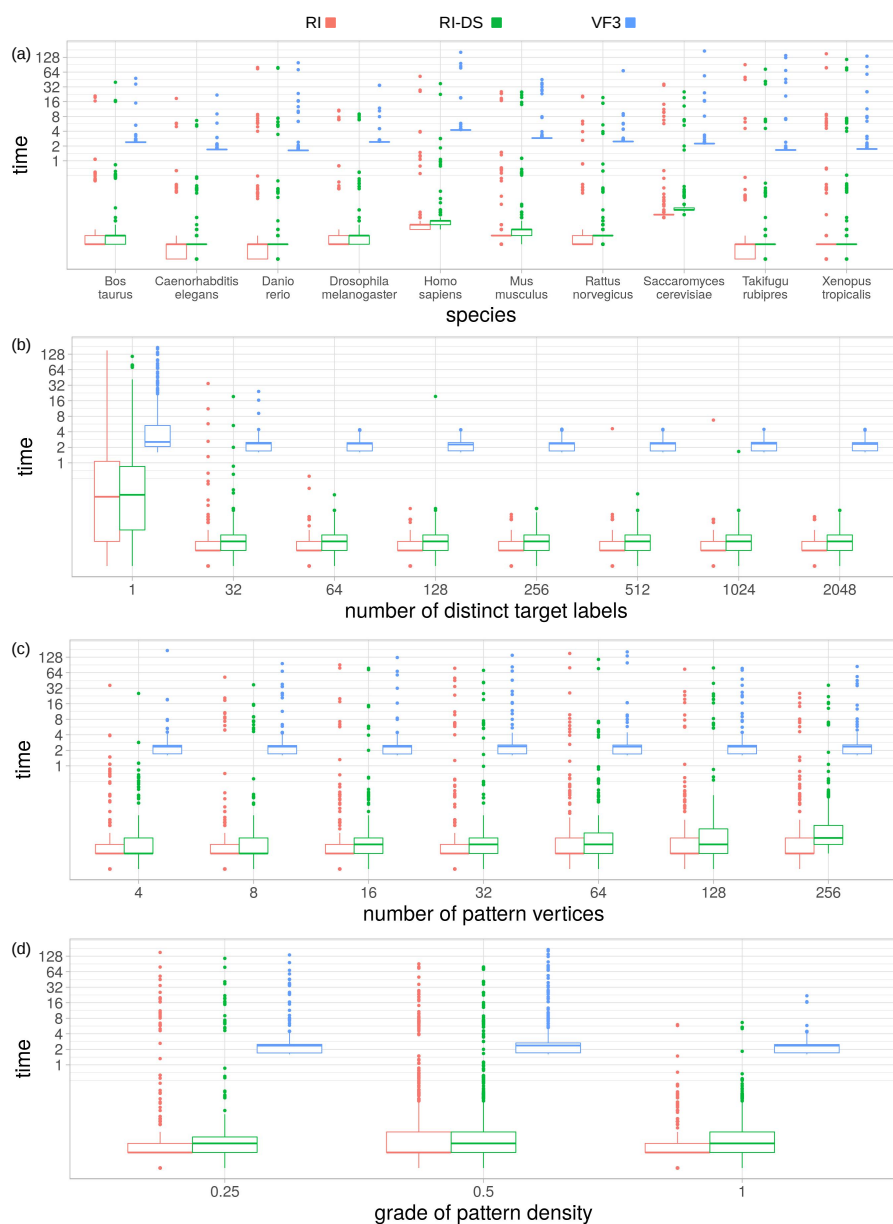 RI RI-DS VF3
(a)
128
64
32
16
8
4
2
1
time
Bos taurus
Caenorhabditis elegans
Danio rerio
Drosophila melanogaster
Homo sapiens
Mus musculus
Rattus norvegicus
Saccaromyces cerevisiae
Takifugu rubipres
Xenopus tropicalis
species
(b)
128
64
32
16
8
4
2
1
time
1 32 64 128 256 512 1024 2048
number of distinct target labels
(c)
128
64
32
16
8
4
2
1
time
4 8 16 32 64 128 256
number of pattern vertices
(d)
128
64
32
16
8
4
2
1
time
0.25 0.5 1
grade of pattern density